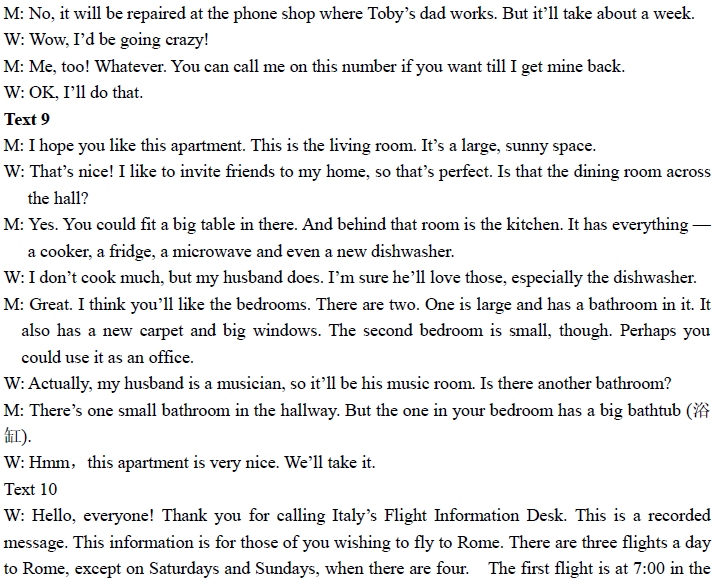 M: No, it will be repaired at the phone shop where Toby's dad works. But it'll take about a week.
W: Wow, I'd be going crazy!
M: Me, too! Whatever. You can call me on this number if you want till I get mine back.
W: OK, I'll do that.
Text 9
M: I hope you like this apartment. This is the living room. It's a large, sunny space.
W: That's nice! I like to invite friends to my home, so that's perfect. Is that the dining room across
the hall?
M: Yes. You could fit a big table in there. And behind that room is the kitchen. It has everything —
a cooker, a fridge, a microwave and even a new dishwasher.
W: I don't cook much, but my husband does. I'm sure he'll love those, especially the dishwasher.
M: Great. I think you'll like the bedrooms. There are two. One is large and has a bathroom in it. It
also has a new carpet and big windows. The second bedroom is small, though. Perhaps you
could use it as an office.
W: Actually, my husband is a musician, so it'll be his music room. Is there another bathroom?
M: There's one small bathroom in the hallway. But the one in your bedroom has a big bathtub (浴
缸).
W: Hmm，this apartment is very nice. We'll take it.
Text 10
W: Hello, everyone! Thank you for calling Italy's Flight Information Desk. This is a recorded
message. This information is for those of you wishing to fly to Rome. There are three flights a day
to Rome, except on Saturdays and Sundays, when there are four. The first flight is at 7:00 in the